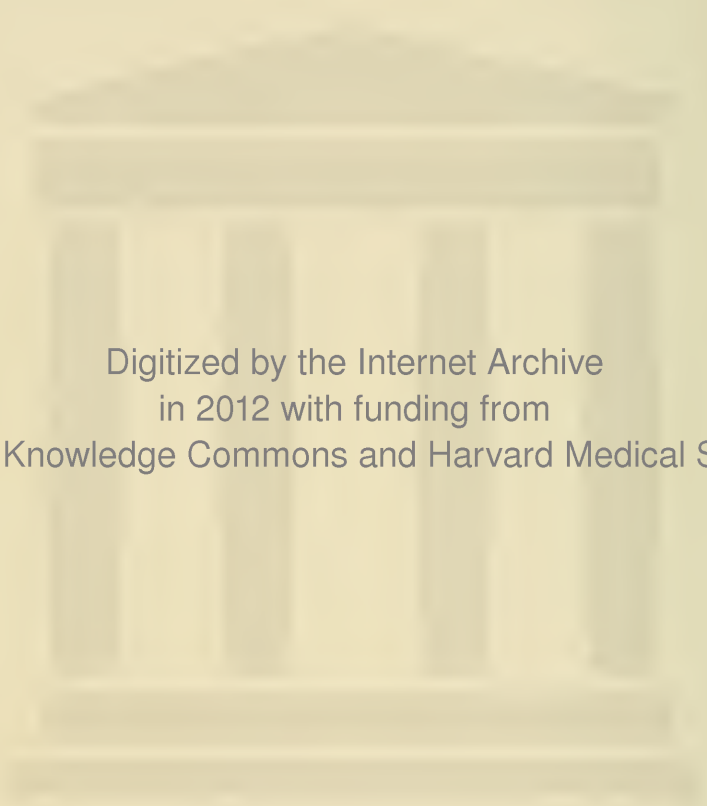 Digitized by the Internet Archive
in 2012 with funding from
Knowledge Commons and Harvard Medical S